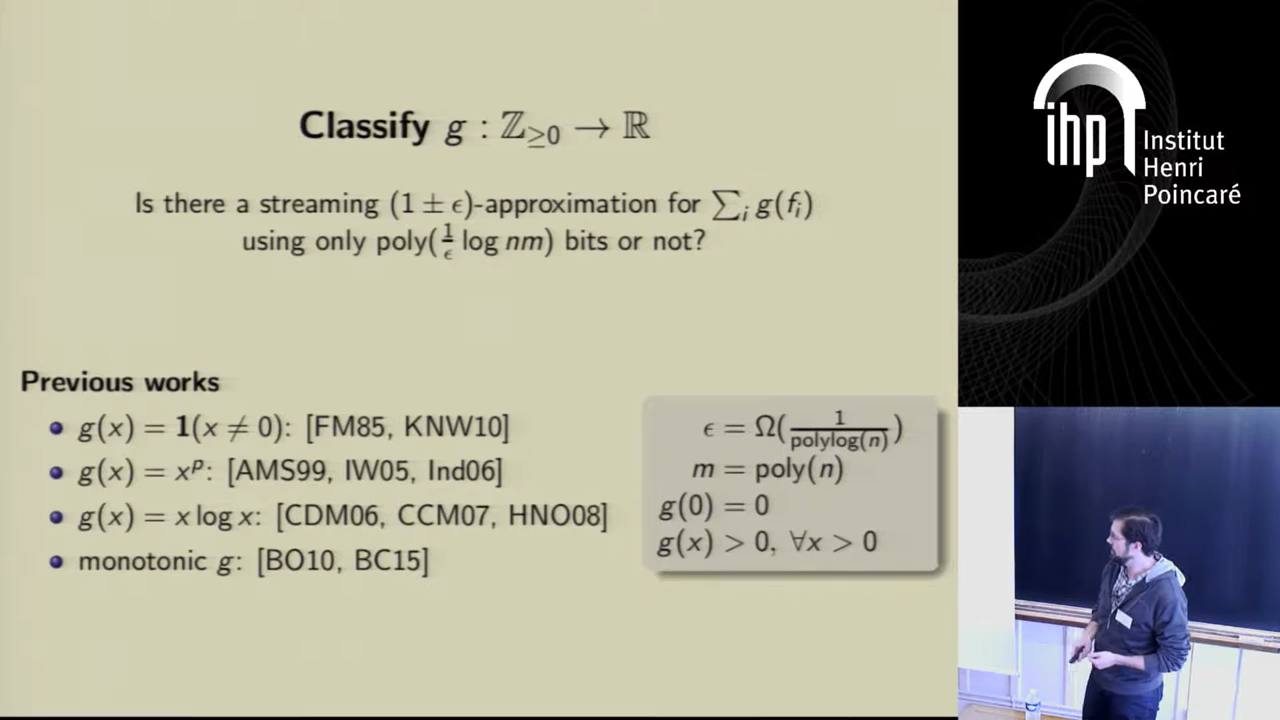 Classify g : ℤ≥0 → ℝ
Is there a streaming (1 ± ϵ)-approximation for ∑ᵢ g(fᵢ)
using only poly(1/ϵ log nm) bits or not?
Previous works
• g(x) = 1(x ≠ 0): [FM85, KNW10]
• g(x) = xᵖ: [AMS99, IW05, Ind06]
• g(x) = x log x: [CDM06, CCM07, HNO08]
• monotonic g: [BO10, BC15]
ϵ = Ω(1/polylog(n))
m = poly(n)
g(0) = 0
g(x) > 0, ∀x > 0
ihp
Institut
Henri
Poincaré